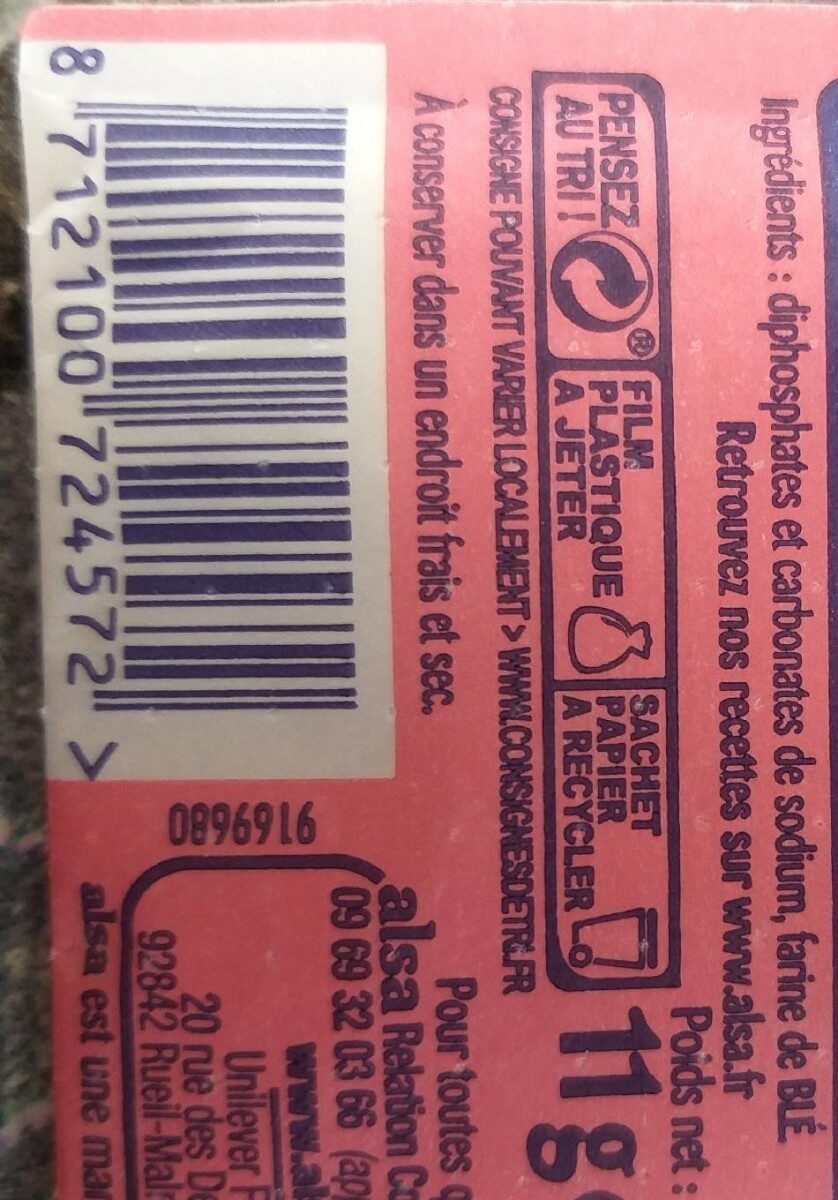 Ingrédients : diphosphates et carbonates de sodium, farine de BLÉ.
Retrouvez nos recettes sur www.alsa.fr
PENSEZ
AU TRI !
®
FILM
PLASTIQUE
À JETER
SACHET
PAPIER
À RECYCLER
CONSIGNE POUVANT VARIER LOCALEMENT > WWW.CONSIGNESDETRI.FR
À conserver dans un endroit frais et sec.
8 712100 724572 >
9169680
Poids net :
11 g
Pour toutes
alsa Relation
09 69 32 03 66
Unilever
20 rue des
92842 Rueil-
alsa est une